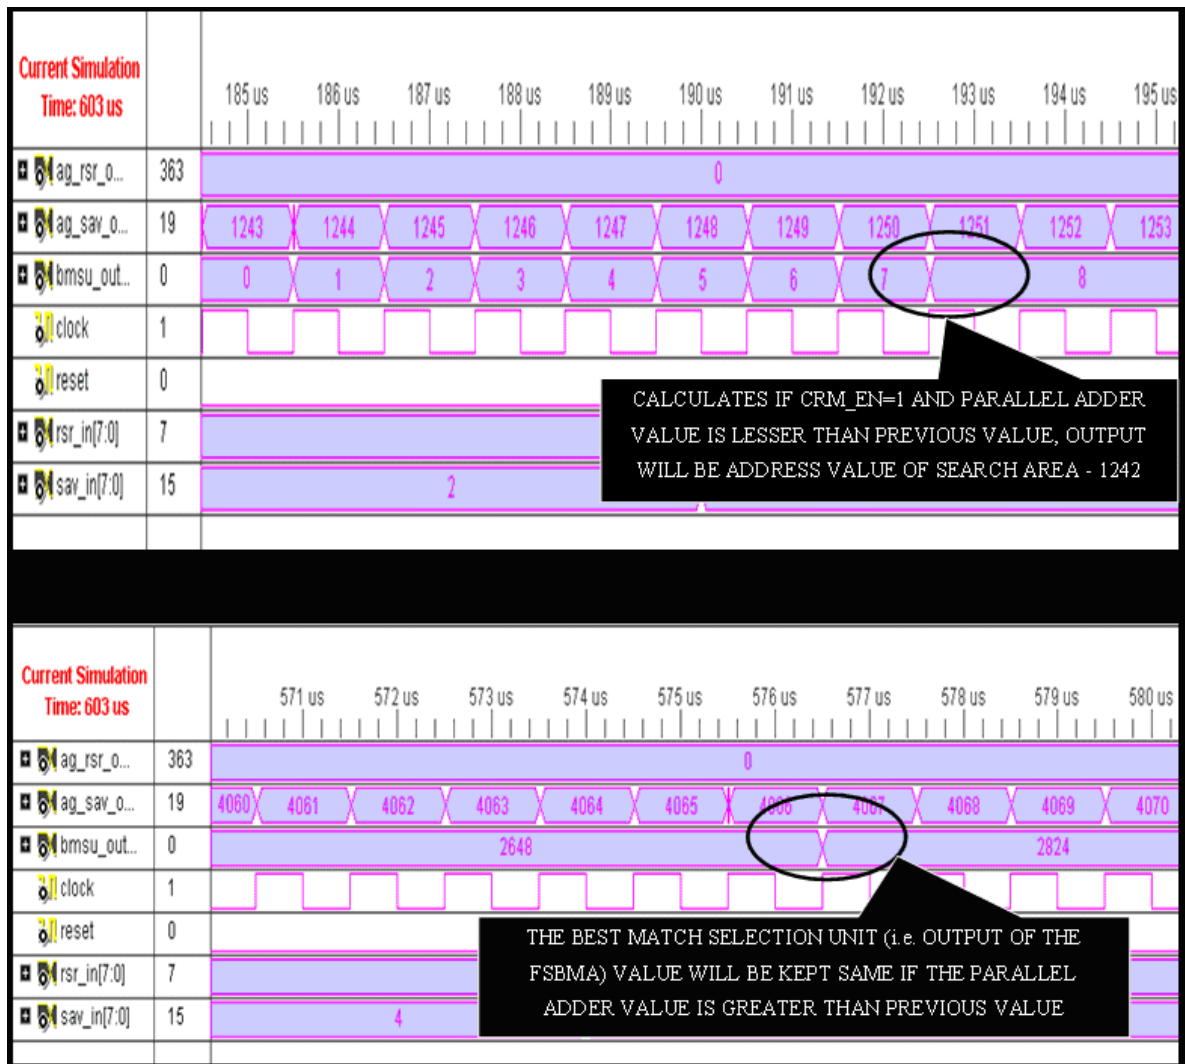 Current Simulation
Time: 603 us
185 us 186 us 187 us 188 us 189 us 190 us 191 us 192 us 193 us 194 us 195 us
ag_rsr_o... 363 0
ag_sav_o... 19 1243 1244 1245 1246 1247 1248 1249 1250 1251 1252 1253
bmsu_out... 0 0 1 2 3 4 5 6 7 8
clock 1
reset 0
rsr_in[7:0] 7
sav_in[7:0] 15 2
CALCULATES IF CRM_EN=1 AND PARALLEL ADDER
VALUE IS LESSER THAN PREVIOUS VALUE, OUTPUT
WILL BE ADDRESS VALUE OF SEARCH AREA - 1242
Current Simulation
Time: 603 us
571 us 572 us 573 us 574 us 575 us 576 us 577 us 578 us 579 us 580 us
ag_rsr_o... 363 0
ag_sav_o... 19 4060 4061 4062 4063 4064 4065 4066 4067 4068 4069 4070
bmsu_out... 0 2648 2824
clock 1
reset 0
rsr_in[7:0] 7
sav_in[7:0] 15 4
THE BEST MATCH SELECTION UNIT (i.e. OUTPUT OF THE
FSBMA) VALUE WILL BE KEPT SAME IF THE PARALLEL
ADDER VALUE IS GREATER THAN PREVIOUS VALUE